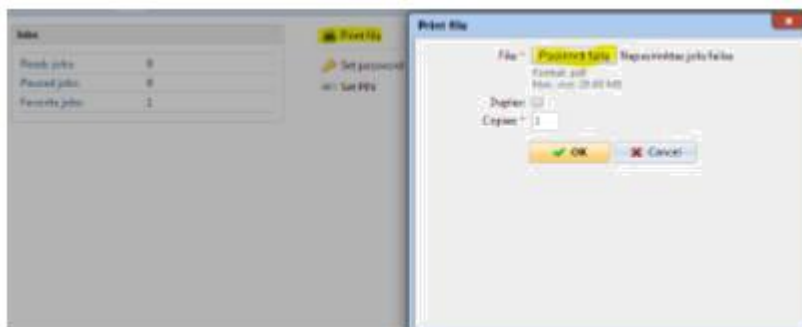 Jobs
Ready jobs 0
Paused jobs 0
Favorite jobs 1
Print file
Set password
Set PIN
Print file
File * Pasirinkti failą Nepasirinktas joks failas
Format: pdf
Duplex
Copies * 1
OK Cancel